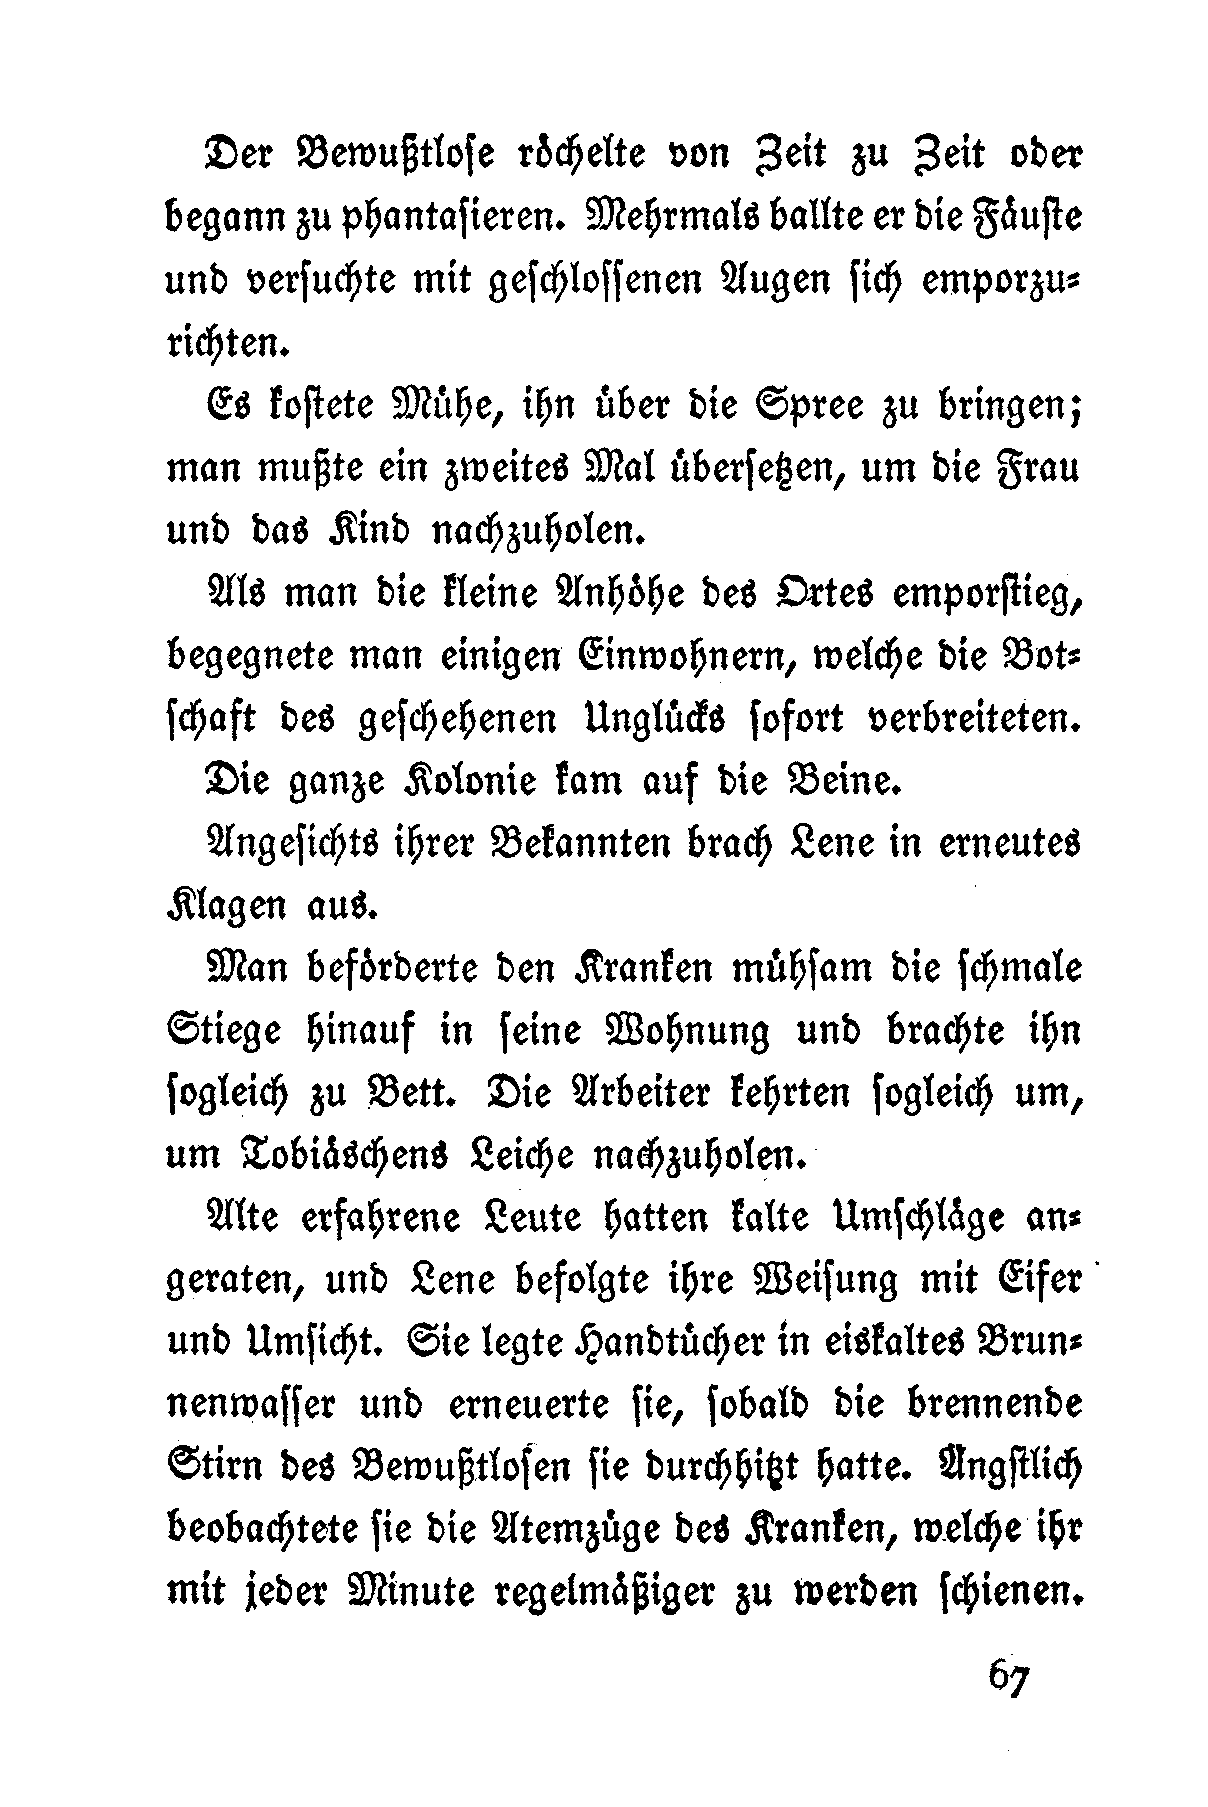 Der Bewußtloſe röchelte von Zeit zu Zeit oder
begann zu phantaſieren. Mehrmals ballte er die Fäuſte
und verſuchte mit geſchloſſenen Augen ſich emporzu⸗
richten.
Es koſtete Mühe, ihn über die Spree zu bringen;
man mußte ein zweites Mal überſetzen, um die Frau
und das Kind nachzuholen.
Als man die kleine Anhöhe des Ortes emporſtieg,
begegnete man einigen Einwohnern, welche die Bot⸗
ſchaft des geſchehenen Unglücks ſofort verbreiteten.
Die ganze Kolonie kam auf die Beine.
Angeſichts ihrer Bekannten brach Lene in erneutes
Klagen aus.
Man beförderte den Kranken mühſam die ſchmale
Stiege hinauf in ſeine Wohnung und brachte ihn
ſogleich zu Bett. Die Arbeiter kehrten ſogleich um,
um Tobiäschens Leiche nachzuholen.
Alte erfahrene Leute hatten kalte Umſchläge an⸗
geraten, und Lene befolgte ihre Weiſung mit Eifer
und Umſicht. Sie legte Handtücher in eiskaltes Brun⸗
nenwaſſer und erneuerte ſie, ſobald die brennende
Stirn des Bewußtloſen ſie durchhitzt hatte. Ängſtlich
beobachtete ſie die Atemzüge des Kranken, welche ihr
mit jeder Minute regelmäßiger zu werden ſchienen.
67